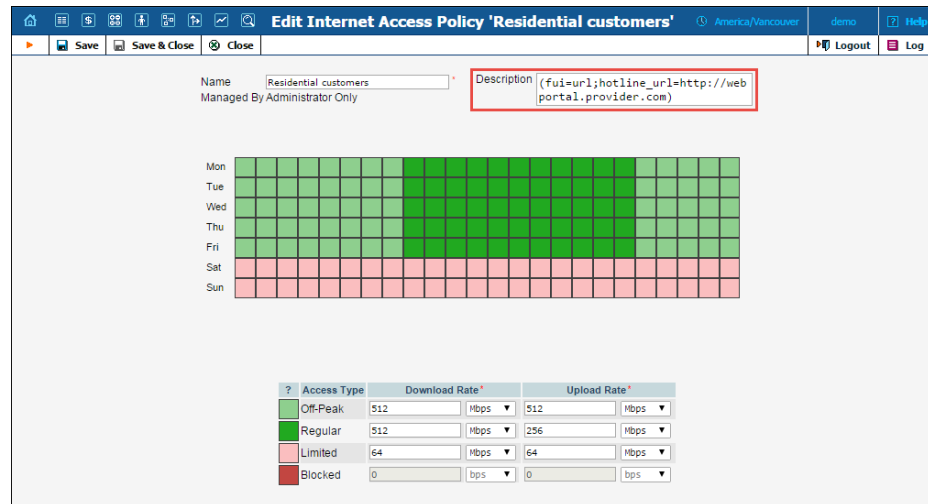 Edit Internet Access Policy 'Residential customers'
America/Vancouver
demo
? Help
Save
Save & Close
Close
Logout
Log
Name Residential customers *
Managed By Administrator Only
Description (fui=url;hotline_url=http://web
portal.provider.com)
Mon
Tue
Wed
Thu
Fri
Sat
Sun
? Access Type Download Rate* Upload Rate*
Off-Peak 512 Mbps 512 Mbps
Regular 512 Mbps 256 Mbps
Limited 64 Mbps 64 Mbps
Blocked 0 bps 0 bps